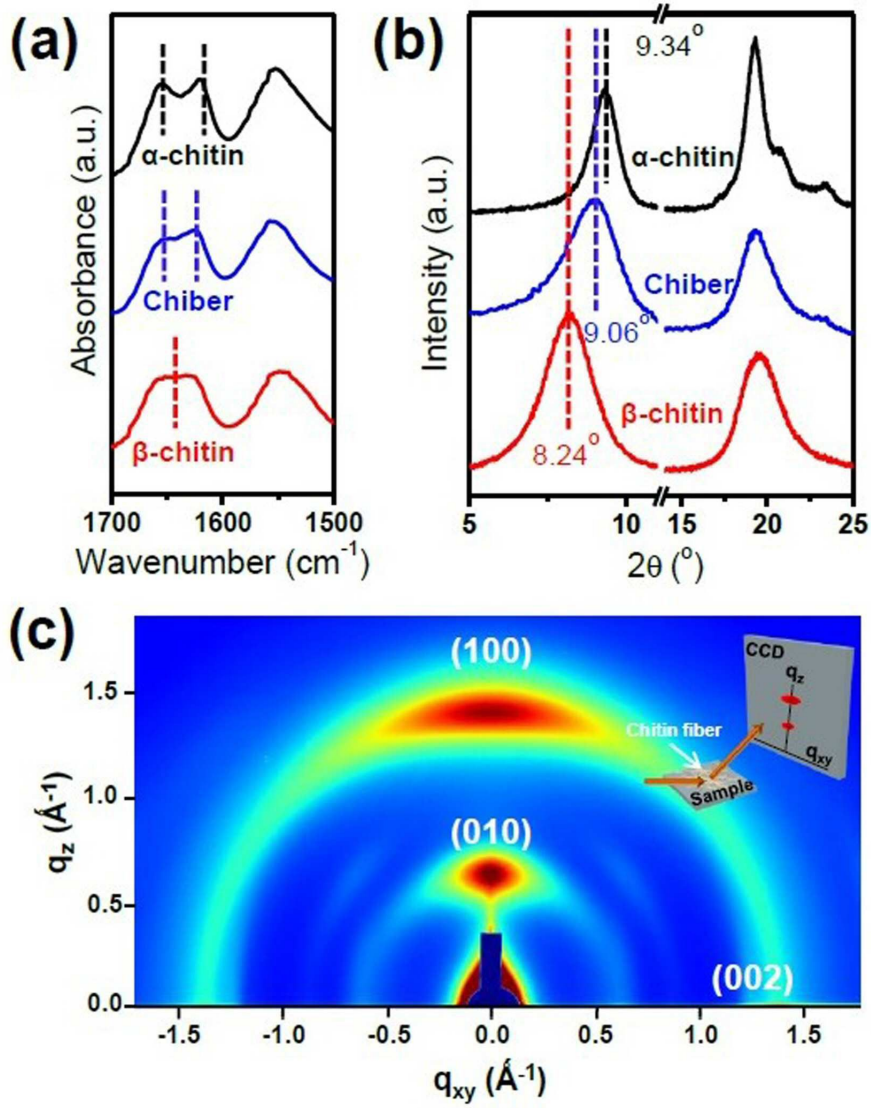 (a)
Absorbance (a.u.)
α-chitin
Chiber
β-chitin
1700
1600
1500
Wavenumber (cm⁻¹)
(b)
Intensity (a.u.)
9.34°
α-chitin
Chiber
9.06°
β-chitin
8.24°
5
10
15
20
25
2θ (°)
(c)
(100)
(010)
(002)
CCD
q_z
q_xy
Chitin fiber
Sample
1.5
1.0
0.5
0.0
q_z (Å⁻¹)
-1.5
-1.0
-0.5
0.0
0.5
1.0
1.5
q_xy (Å⁻¹)